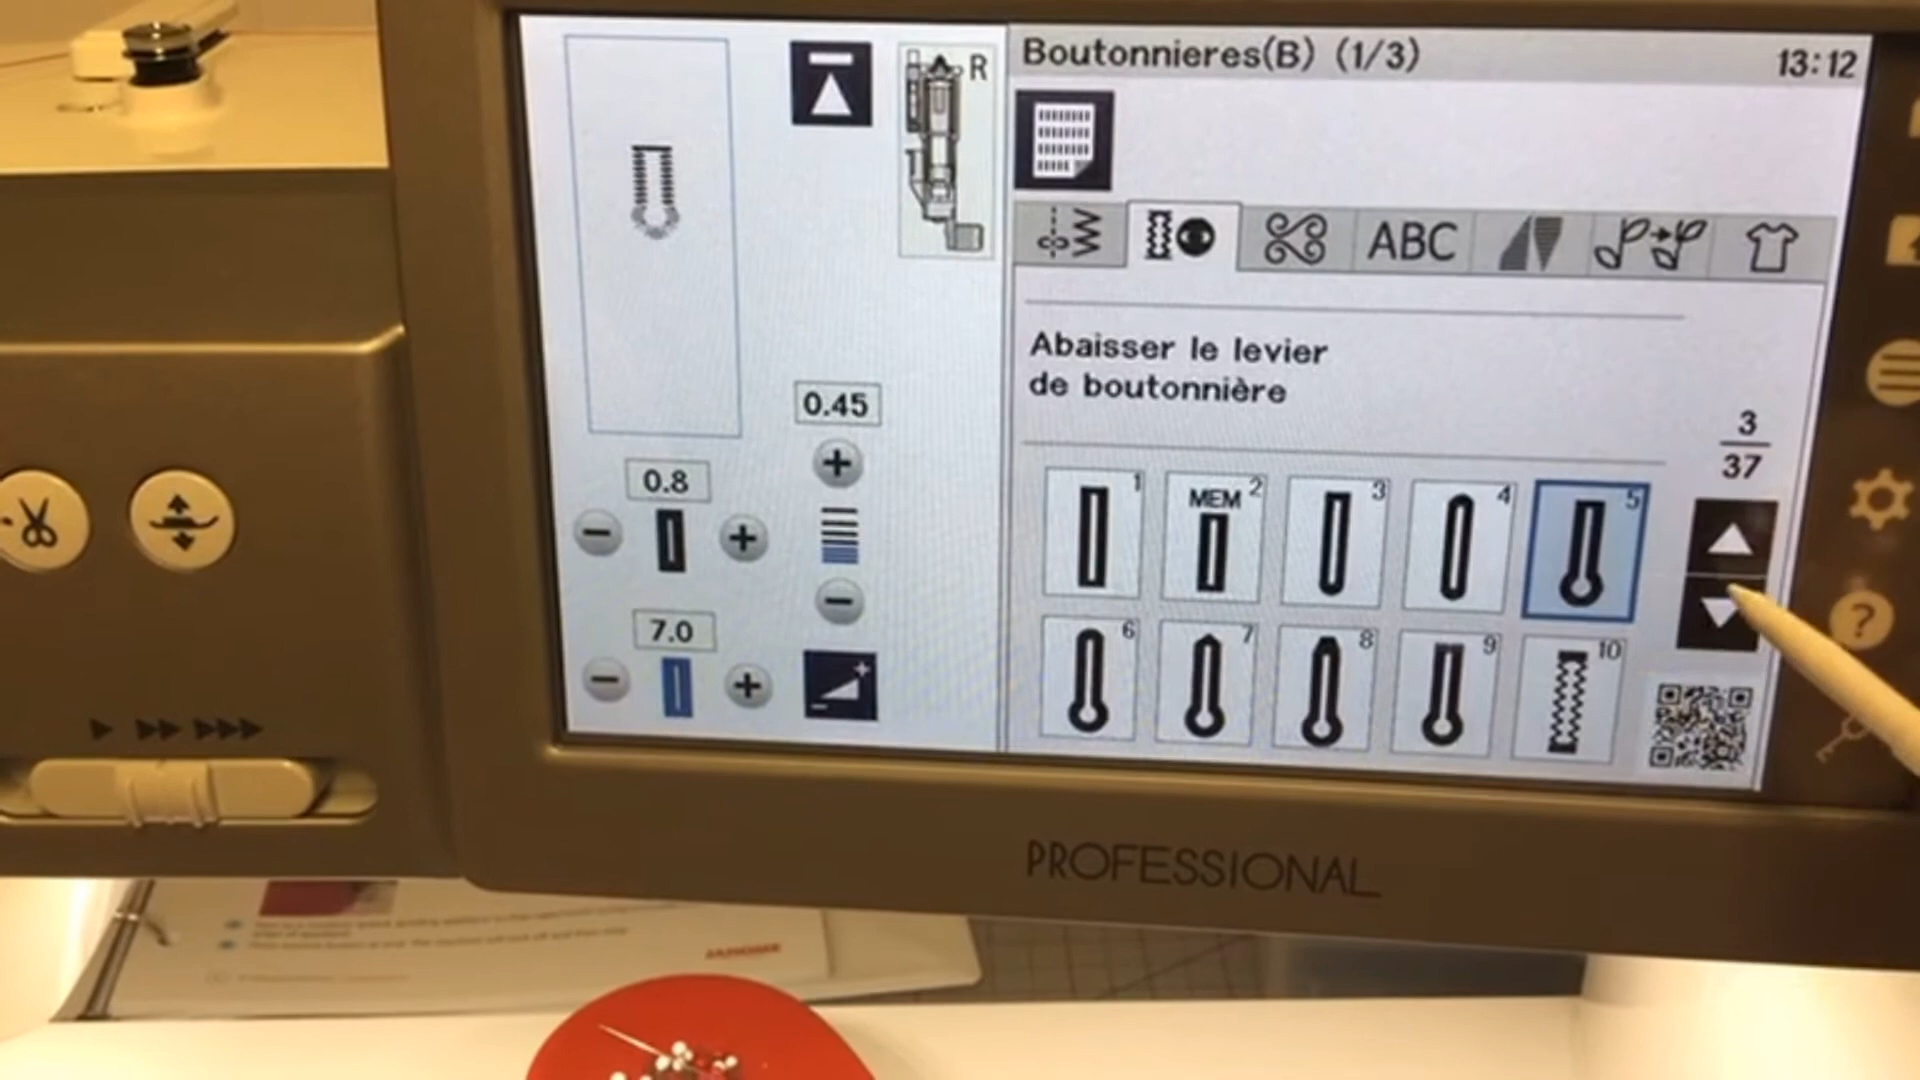 R
Boutonnieres(B) (1/3)
13:12
ABC
Abaisser le levier
de boutonnière
0.45
0.8
7.0
3
37
1
MEM 2
3
4
5
6
7
8
9
10
?
PROFESSIONAL
JANOME